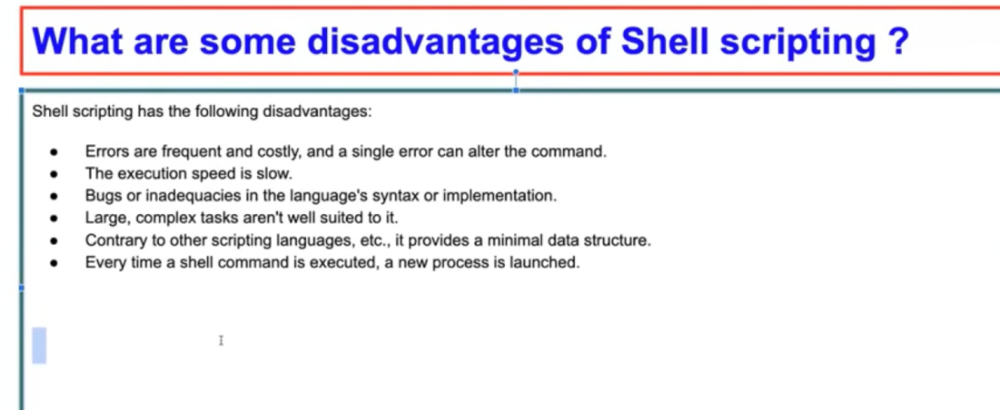 What are some disadvantages of Shell scripting ?
Shell scripting has the following disadvantages:
● Errors are frequent and costly, and a single error can alter the command.
● The execution speed is slow.
● Bugs or inadequacies in the language's syntax or implementation.
● Large, complex tasks aren't well suited to it.
● Contrary to other scripting languages, etc., it provides a minimal data structure.
● Every time a shell command is executed, a new process is launched.